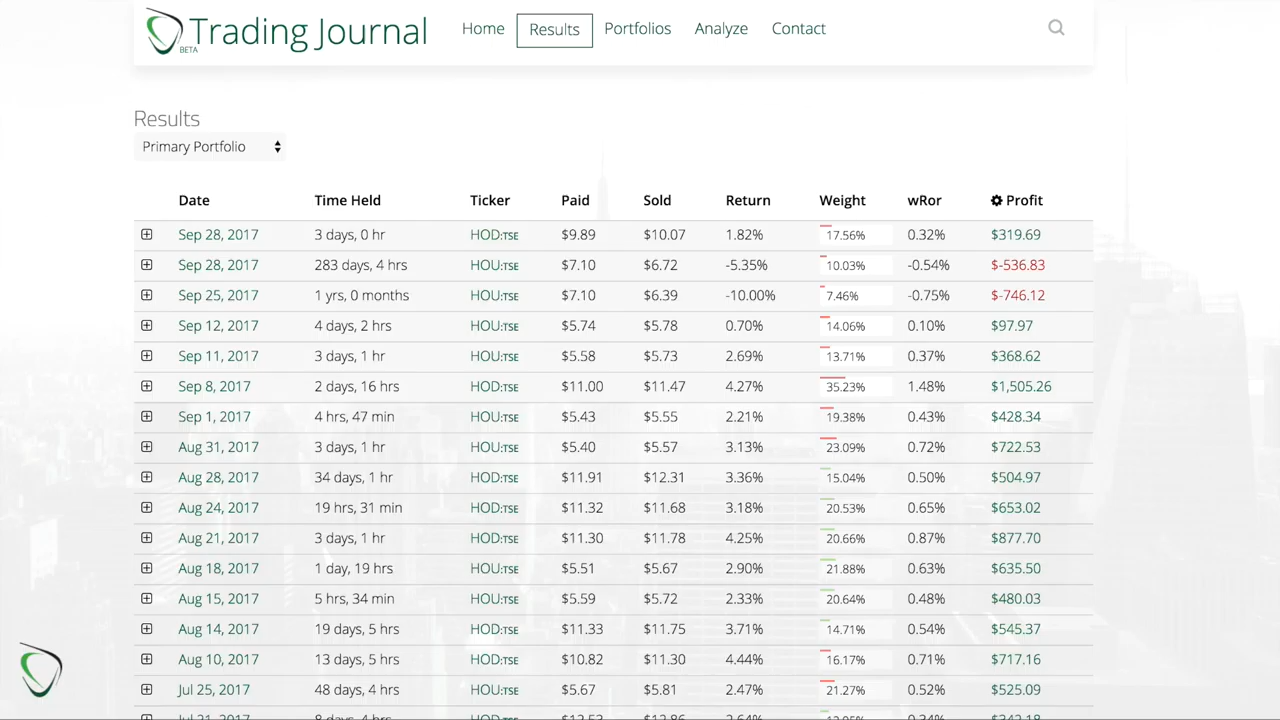 Trading Journal
BETA
Home Results Portfolios Analyze Contact
Results
Primary Portfolio
Date Time Held Ticker Paid Sold Return Weight wRor Profit
Sep 28, 2017 3 days, 0 hr HOD:TSE $9.89 $10.07 1.82% 17.56% 0.32% $319.69
Sep 28, 2017 283 days, 4 hrs HOU:TSE $7.10 $6.72 -5.35% 10.03% -0.54% $-536.83
Sep 25, 2017 1 yrs, 0 months HOU:TSE $7.10 $6.39 -10.00% 7.46% -0.75% $-746.12
Sep 12, 2017 4 days, 2 hrs HOU:TSE $5.74 $5.78 0.70% 14.06% 0.10% $97.97
Sep 11, 2017 3 days, 1 hr HOU:TSE $5.58 $5.73 2.69% 13.71% 0.37% $368.62
Sep 8, 2017 2 days, 16 hrs HOD:TSE $11.00 $11.47 4.27% 35.23% 1.48% $1,505.26
Sep 1, 2017 4 hrs, 47 min HOU:TSE $5.43 $5.55 2.21% 19.38% 0.43% $428.34
Aug 31, 2017 3 days, 1 hr HOU:TSE $5.40 $5.57 3.13% 23.09% 0.72% $722.53
Aug 28, 2017 34 days, 1 hr HOD:TSE $11.91 $12.31 3.36% 15.04% 0.50% $504.97
Aug 24, 2017 19 hrs, 31 min HOD:TSE $11.32 $11.68 3.18% 20.53% 0.65% $653.02
Aug 21, 2017 3 days, 1 hr HOD:TSE $11.30 $11.78 4.25% 20.66% 0.87% $877.70
Aug 18, 2017 1 day, 19 hrs HOU:TSE $5.51 $5.67 2.90% 21.88% 0.63% $635.50
Aug 15, 2017 5 hrs, 34 min HOU:TSE $5.59 $5.72 2.33% 20.64% 0.48% $480.03
Aug 14, 2017 19 days, 5 hrs HOD:TSE $11.33 $11.75 3.71% 14.71% 0.54% $545.37
Aug 10, 2017 13 days, 5 hrs HOD:TSE $10.82 $11.30 4.44% 16.17% 0.71% $717.16
Jul 25, 2017 48 days, 4 hrs HOU:TSE $5.67 $5.81 2.47% 21.27% 0.52% $525.09